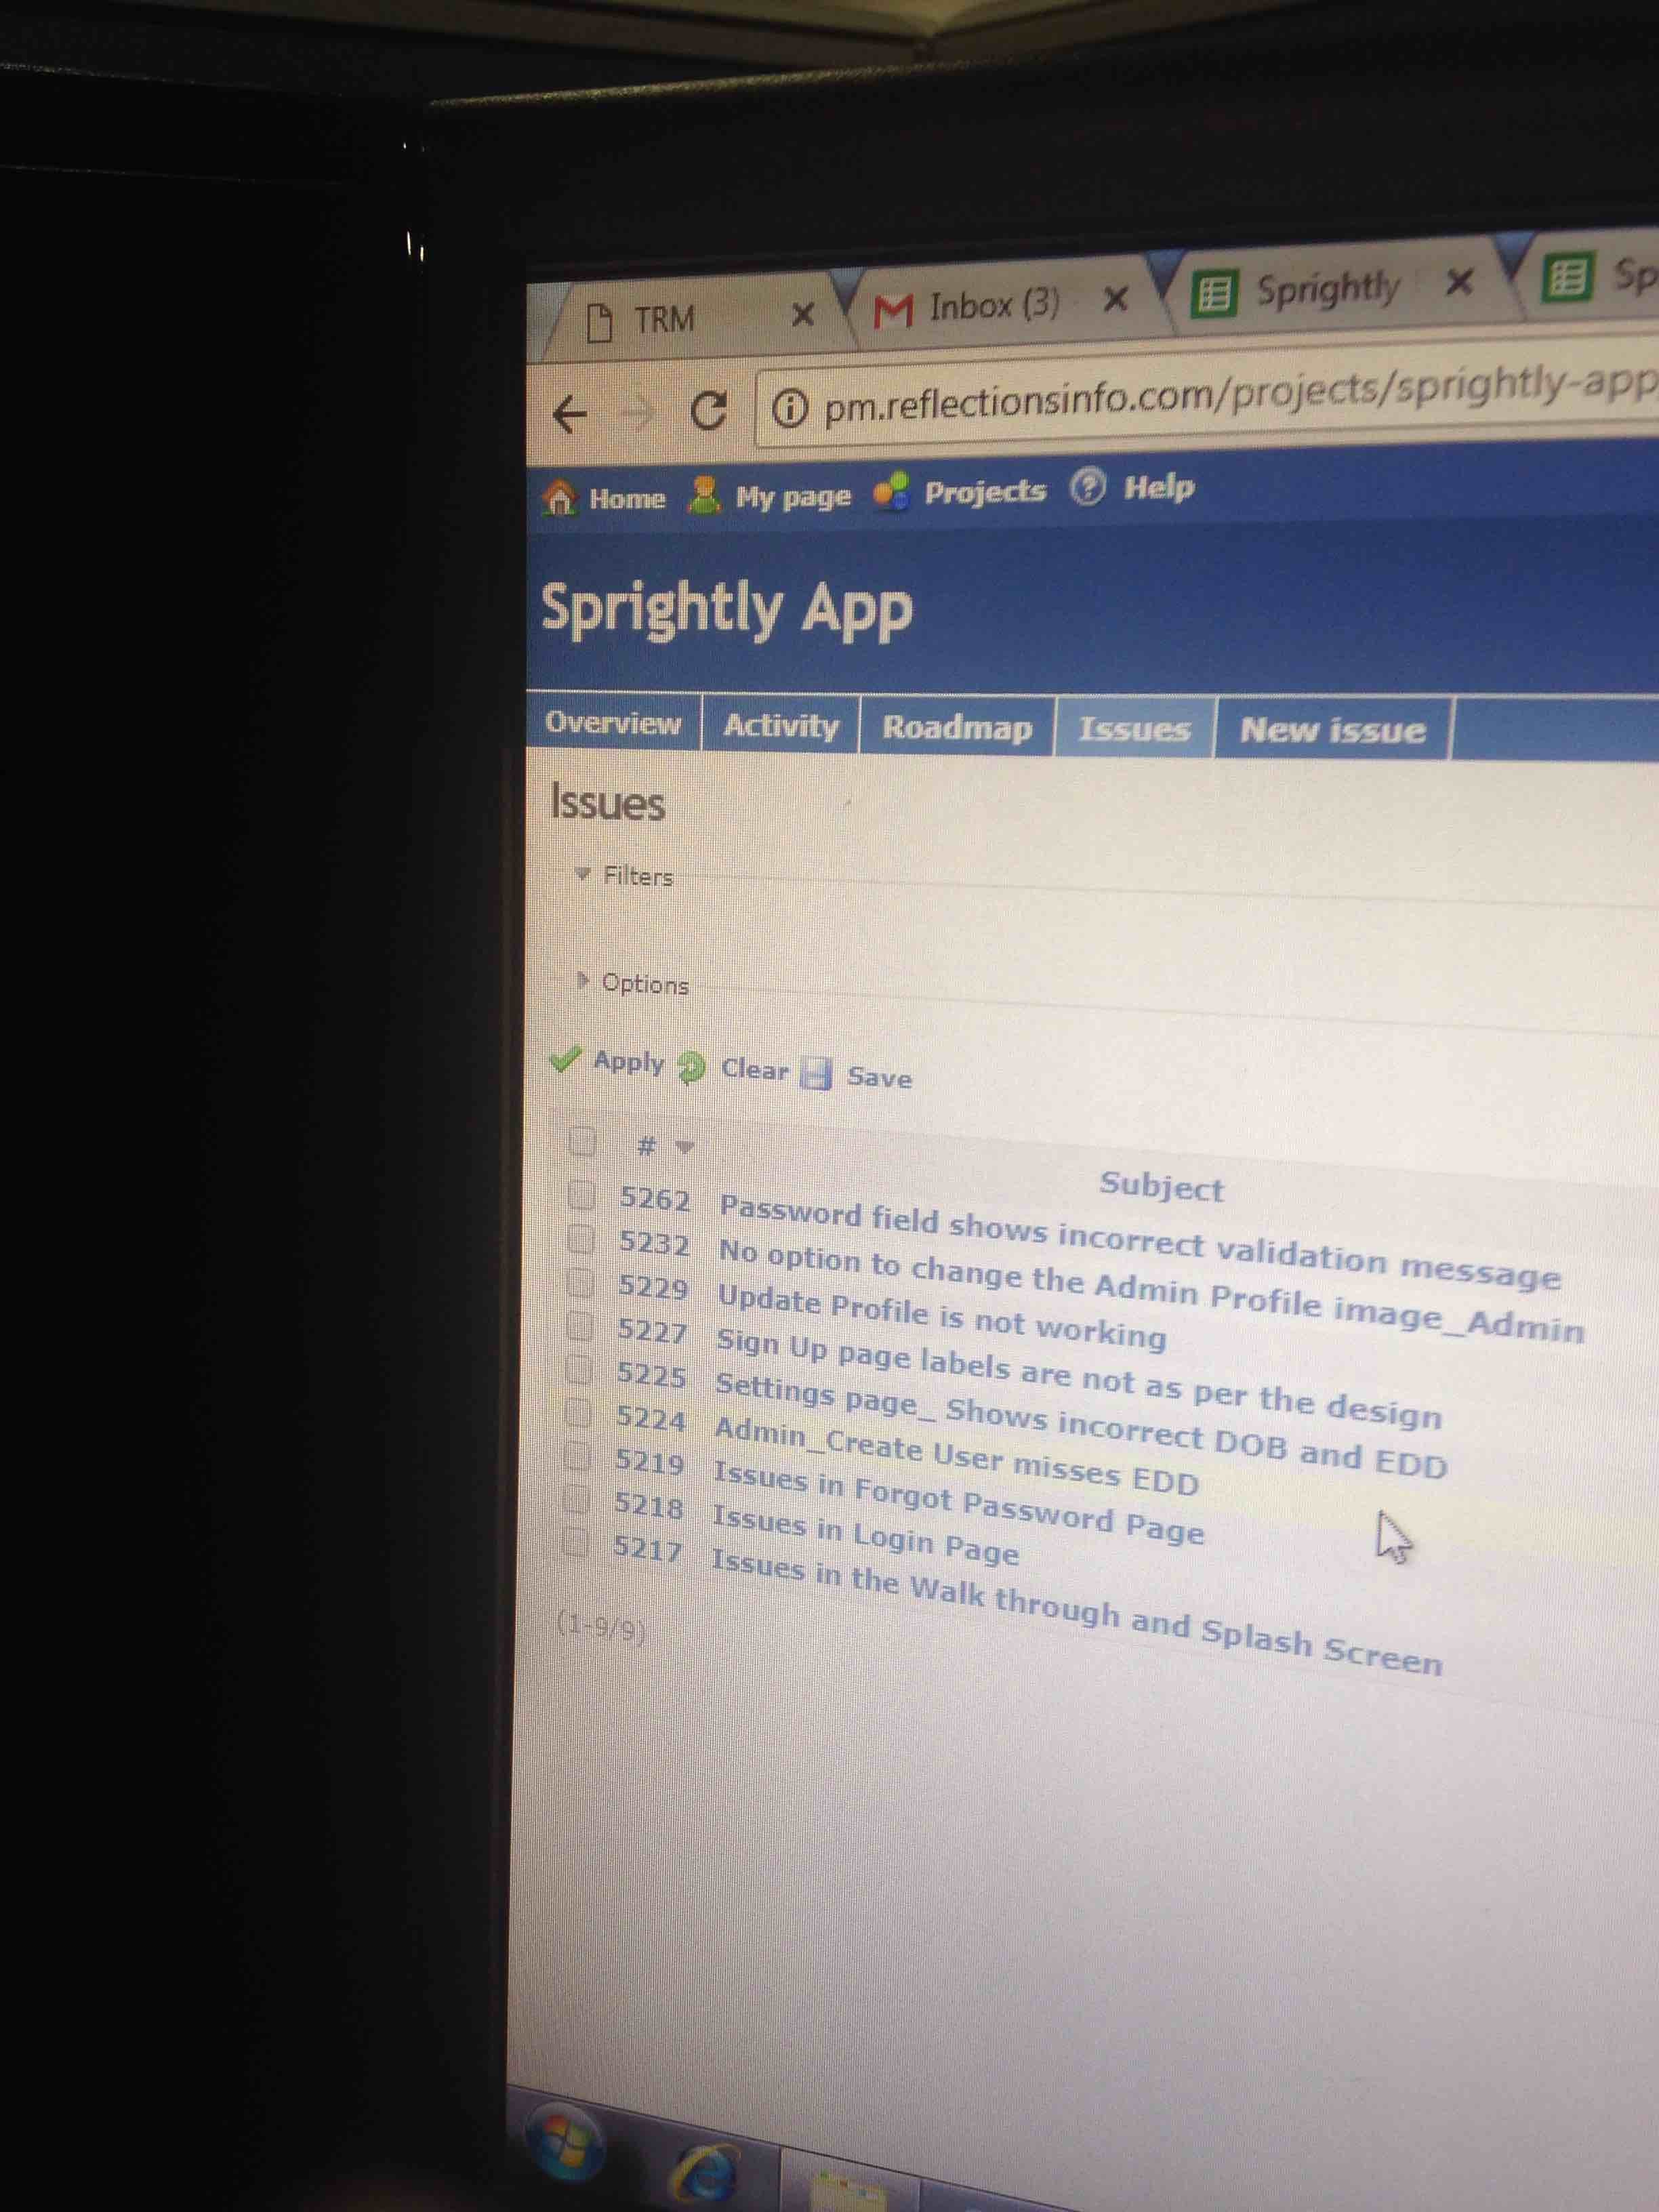 TRM Inbox (3) Sprightly Sp
pm.reflectionsinfo.com/projects/sprightly-app
Home My page Projects Help
Sprightly App
Overview Activity Roadmap Issues New issue
Issues
Filters
Options
Apply Clear Save
# Subject
5262 Password field shows incorrect validation message
5232 No option to change the Admin Profile image_Admin
5229 Update Profile is not working
5227 Sign Up page labels are not as per the design
5225 Settings page_ Shows incorrect DOB and EDD
5224 Admin_Create User misses EDD
5219 Issues in Forgot Password Page
5218 Issues in Login Page
5217 Issues in the Walk through and Splash Screen
(1-9/9)